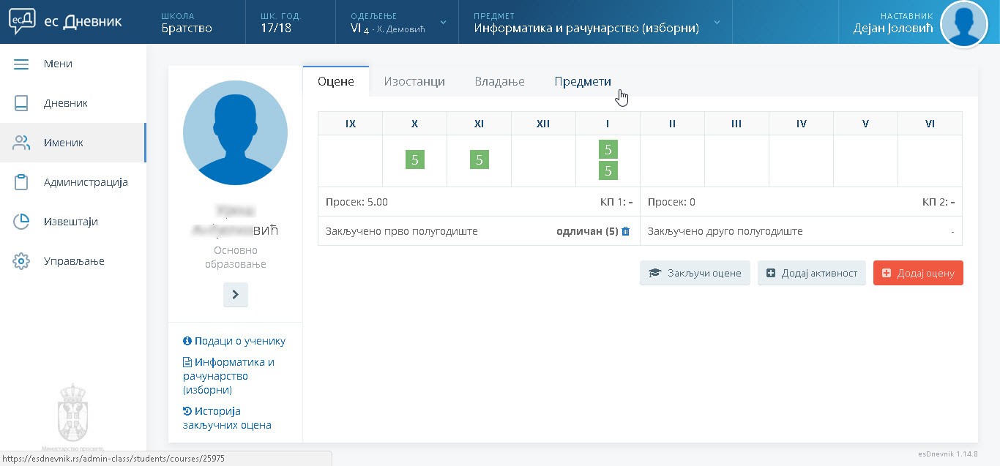 есД ес Дневник
ШКОЛА
Братство
ШК. ГОД.
17/18
ОДЕЉЕЊЕ
VI 4 - Х. Демовић
ПРЕДМЕТ
Информатика и рачунарство (изборни)
НАСТАВНИК
Дејан Јоловић
Мени
Дневник
Именик
Администрација
Извештаји
Управљање
Министарство просвете,
вић
Основно
образовање
Подаци о ученику
Информатика и
рачунарство
(изборни)
Историја
закључних оцена
Оцене Изостанци Владање Предмети
IX X XI XII I II III IV V VI
5 5 5
5
Просек: 5.00 КП 1: - Просек: 0 КП 2: -
Закључено прво полугодиште одличан (5) Закључено друго полугодиште -
Закључи оцене Додај активност Додај оцену
esDnevnik 1.14.8
https://esdnevnik.rs/admin-class/students/courses/25975